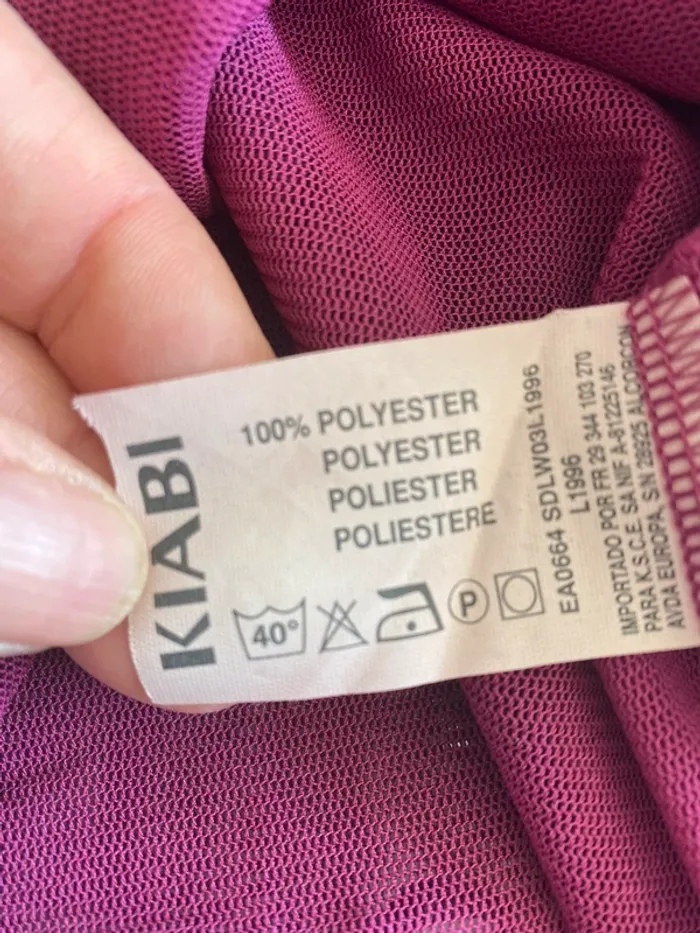 KIABI
100% POLYESTER
POLYESTER
POLIESTER
POLIESTERE
40°
P
EA0664 SDLW03L1996
L1996
IMPORTADO POR FR 29 344 103 270
PARA K.S.C.E. SA NIF A-81225146
AVDA EUROPA, S/N 28925 ALCORCON